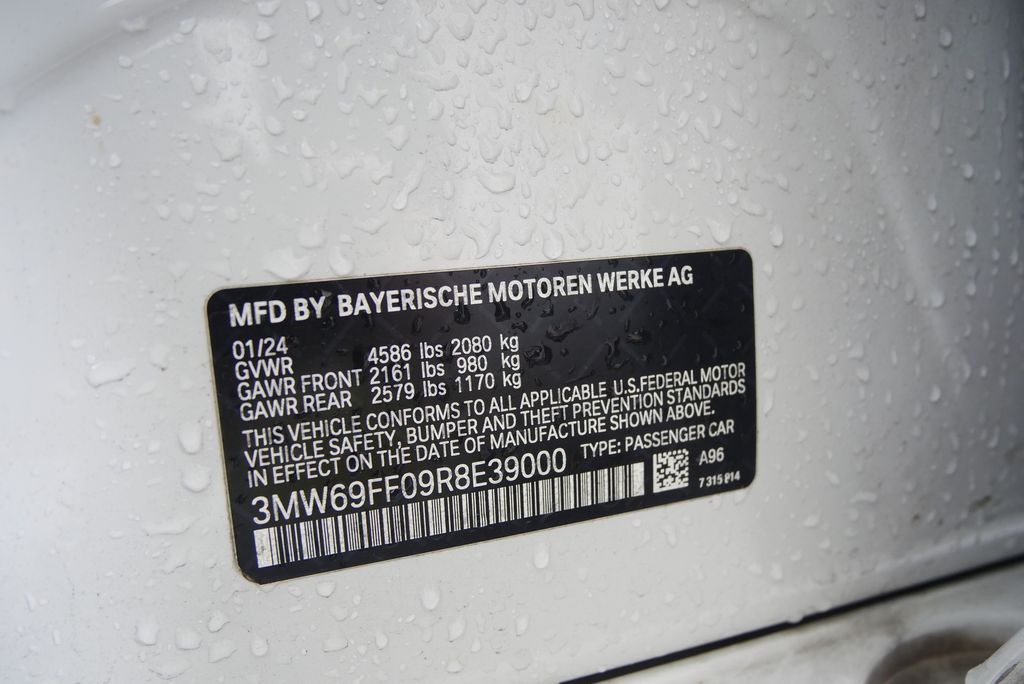 MFD BY BAYERISCHE MOTOREN WERKE AG
01/24
GVWR 4586 lbs 2080 kg
GAWR FRONT 2161 lbs 980 kg
GAWR REAR 2579 lbs 1170 kg
THIS VEHICLE CONFORMS TO ALL APPLICABLE U.S.FEDERAL MOTOR
VEHICLE SAFETY, BUMPER AND THEFT PREVENTION STANDARDS
IN EFFECT ON THE DATE OF MANUFACTURE SHOWN ABOVE.
3MW69FF09R8E39000 TYPE: PASSENGER CAR
A96
7 315 914